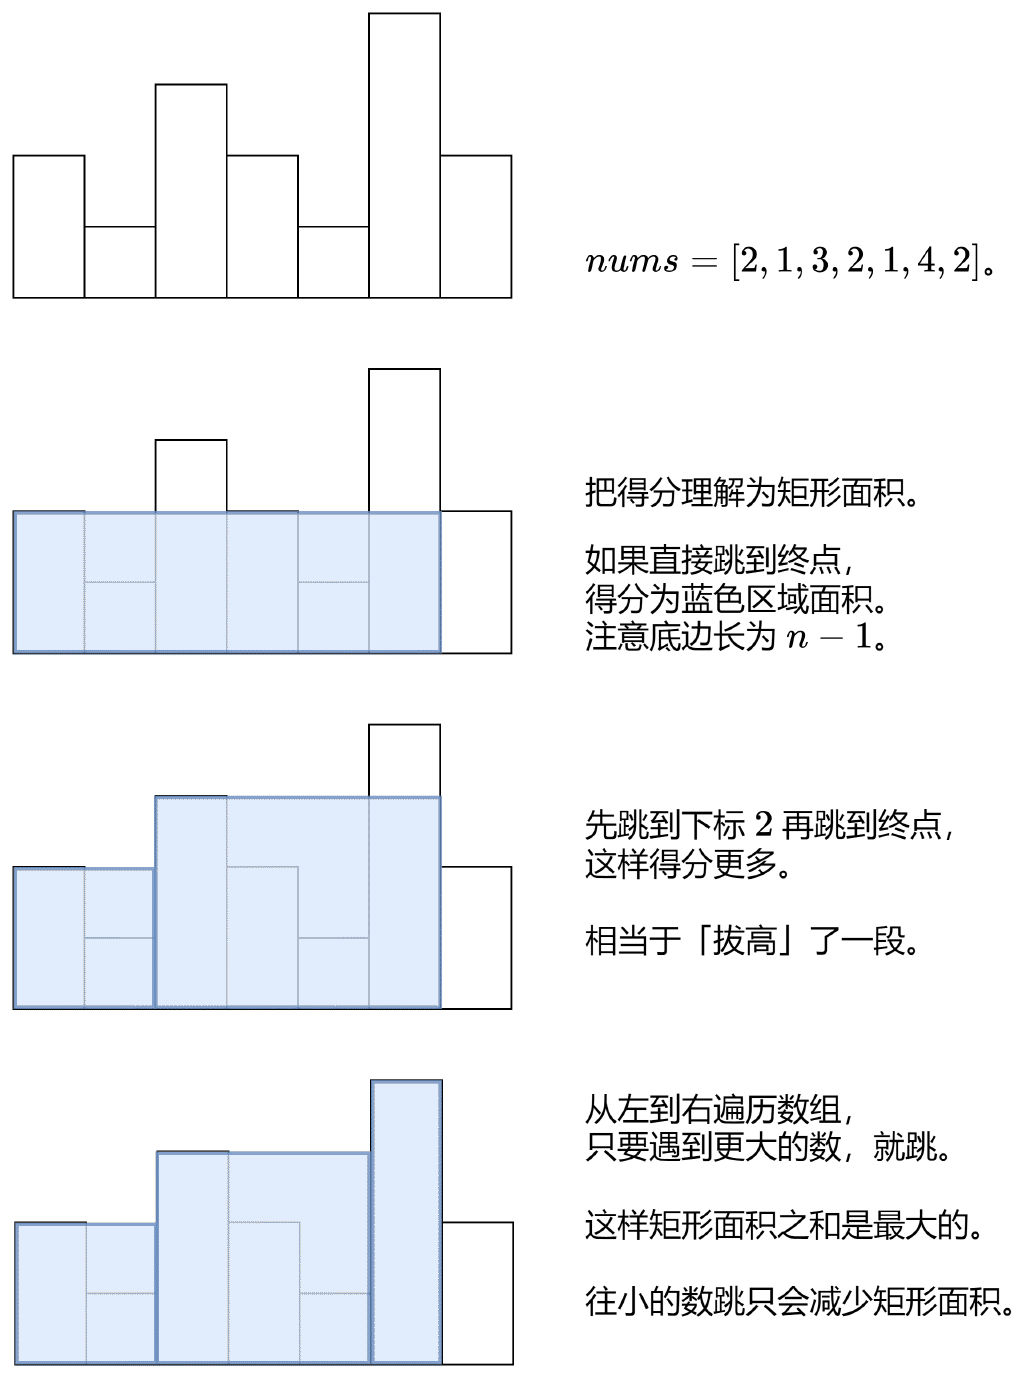 nums = [2, 1, 3, 2, 1, 4, 2]。
把得分理解为矩形面积。
如果直接跳到终点，
得分为蓝色区域面积。
注意底边长为 n − 1。
先跳到下标 2 再跳到终点，
这样得分更多。
相当于「拔高」了一段。
从左到右遍历数组，
只要遇到更大的数，就跳。
这样矩形面积之和是最大的。
往小的数跳只会减少矩形面积。